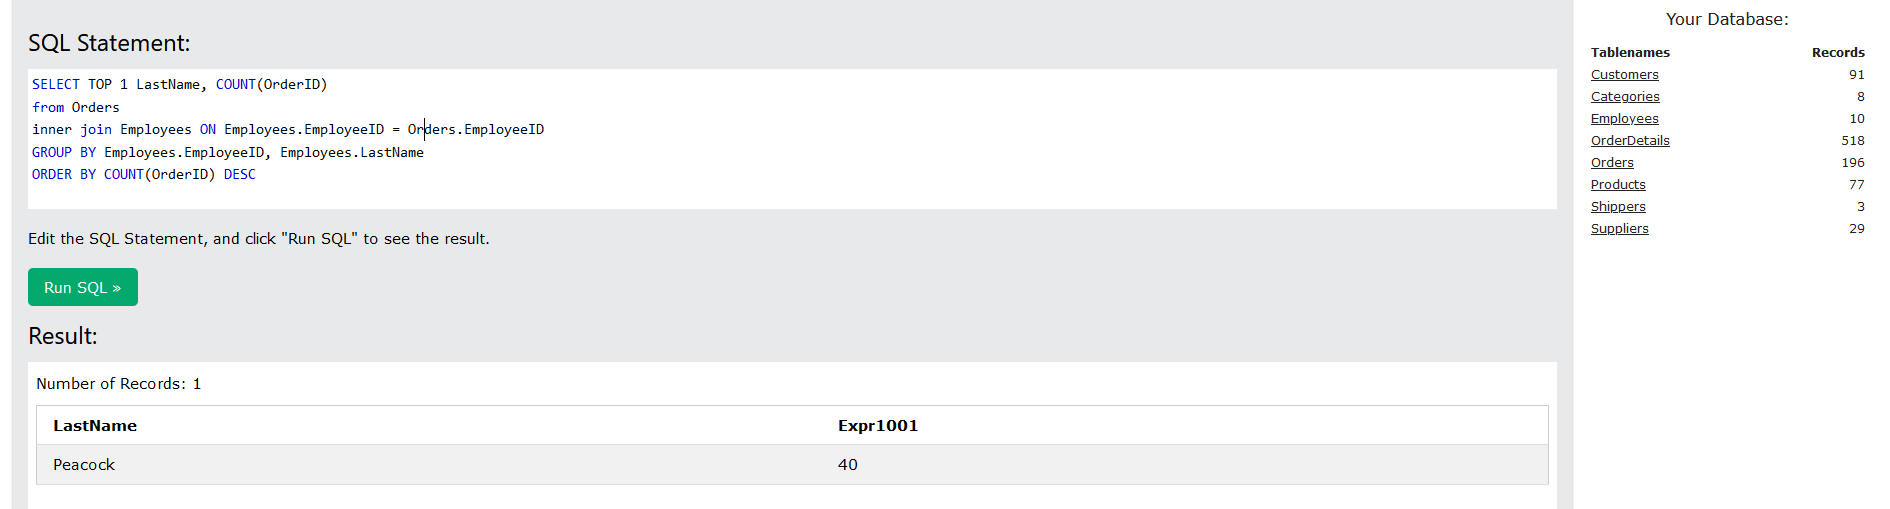 SQL Statement:
SELECT TOP 1 LastName, COUNT(OrderID)
from Orders
inner join Employees ON Employees.EmployeeID = Orders.EmployeeID
GROUP BY Employees.EmployeeID, Employees.LastName
ORDER BY COUNT(OrderID) DESC
Edit the SQL Statement, and click "Run SQL" to see the result.
Run SQL »
Result:
Number of Records: 1
LastName Expr1001
Peacock 40
Your Database:
Tablenames Records
Customers 91
Categories 8
Employees 10
OrderDetails 518
Orders 196
Products 77
Shippers 3
Suppliers 29